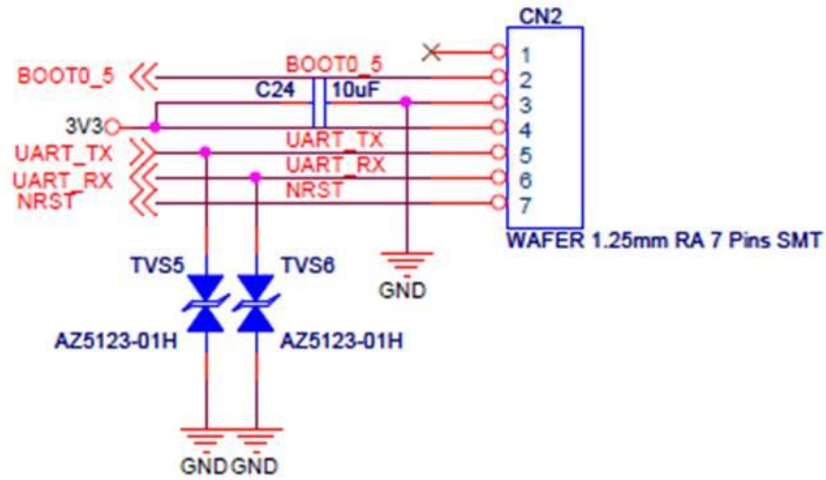 CN2
1
BOOT0_5 BOOT0_5 2
C24 10uF 3
3V3 4
UART_TX UART_TX 5
UART_RX UART_RX 6
NRST NRST 7
WAFER 1.25mm RA 7 Pins SMT
TVS5 TVS6
GND
AZ5123-01H AZ5123-01H
GND GND